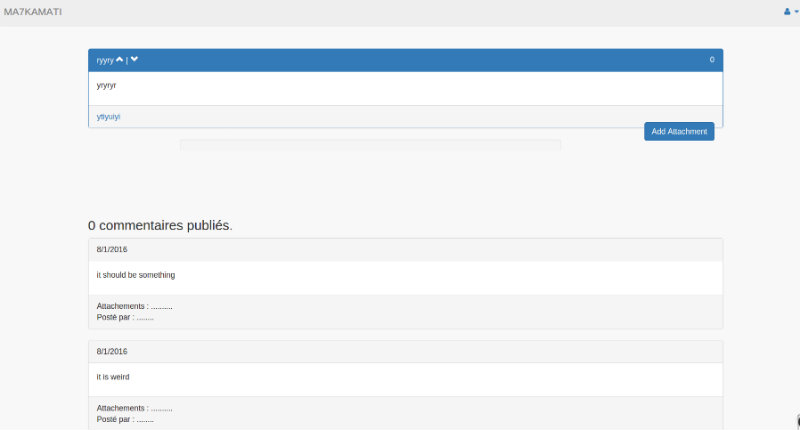 MA7KAMATI
ryyry | 0
yryryr
ytiyuiyi
Add Attachment
0 commentaires publiés.
8/1/2016
it should be something
Attachements : ..........
Posté par : ........
8/1/2016
it is weird
Attachements : ..........
Posté par : ........